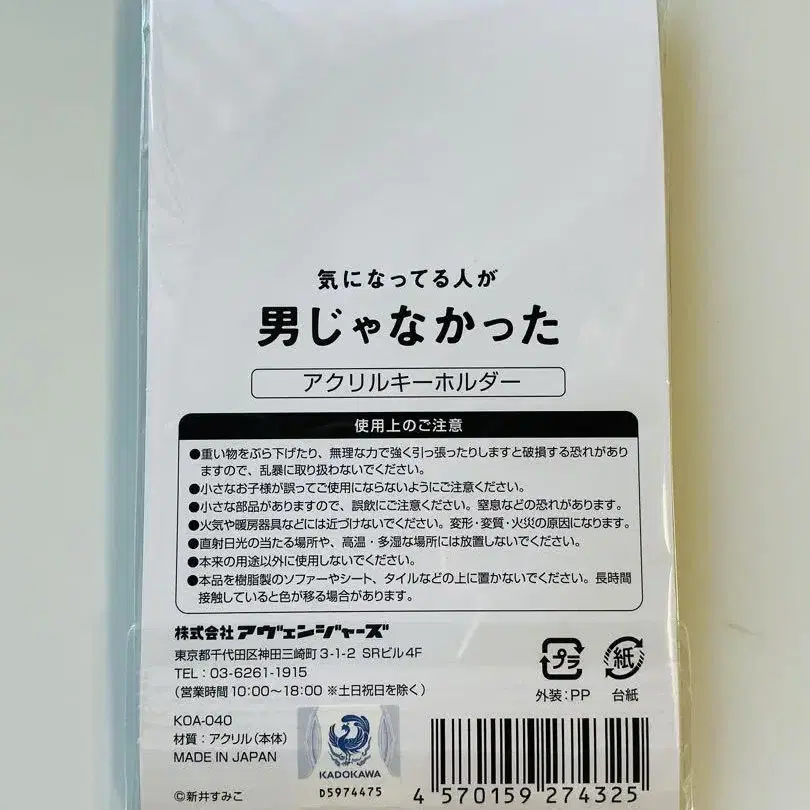 気になってる人が
男じゃなかった
アクリルキーホルダー
使用上のご注意
●重い物をぶら下げたり、無理な力で強く引っ張ったりしますと破損する恐れがあり
ますので、乱暴に取り扱わないでください。
●小さなお子様が誤ってご使用にならないようにご注意ください。
●小さな部品がありますので、誤飲にご注意ください。窒息などの恐れがあります。
●火気や暖房器具などには近づけないでください。変形・変質・火災の原因になります。
●直射日光の当たる場所や、高温・多湿な場所には放置しないでください。
●本来の用途以外に使用しないでください。
●本品を樹脂製のソファーやシート、タイルなどの上に置かないでください。長時間
接触していると色が移る場合があります。
株式会社アヴェンジャーズ
東京都千代田区神田三崎町3-1-2 SRビル4F
TEL：03-6261-1915
（営業時間10:00～18:00 ※土日祝日を除く）
プラ
紙
外装：PP
台紙
KOA-040
材質：アクリル（本体）
MADE IN JAPAN
©新井すみこ
KADOKAWA
D5974475
4 570159 274325